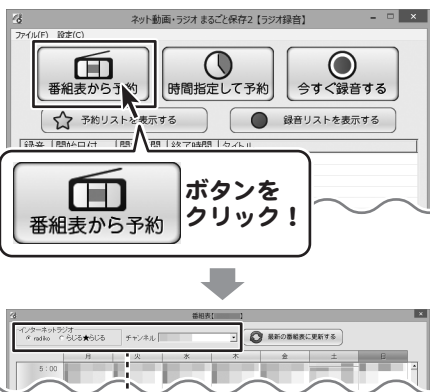 ネット動画・ラジオ まるごと保存2【ラジオ録音】
ファイル(F) 設定(C)
番組表から予約
時間指定して予約
今すぐ録音する
予約リストを表示する
録音リストを表示する
録音 開始日付 開 間 終了時間 タイトル
番組表から予約
ボタンを
クリック！
番組表【 】
インターネットラジオ
radiko らじる★らじる
チャンネル
最新の番組表に更新する
月 火 水 木 金 土 日
5:00